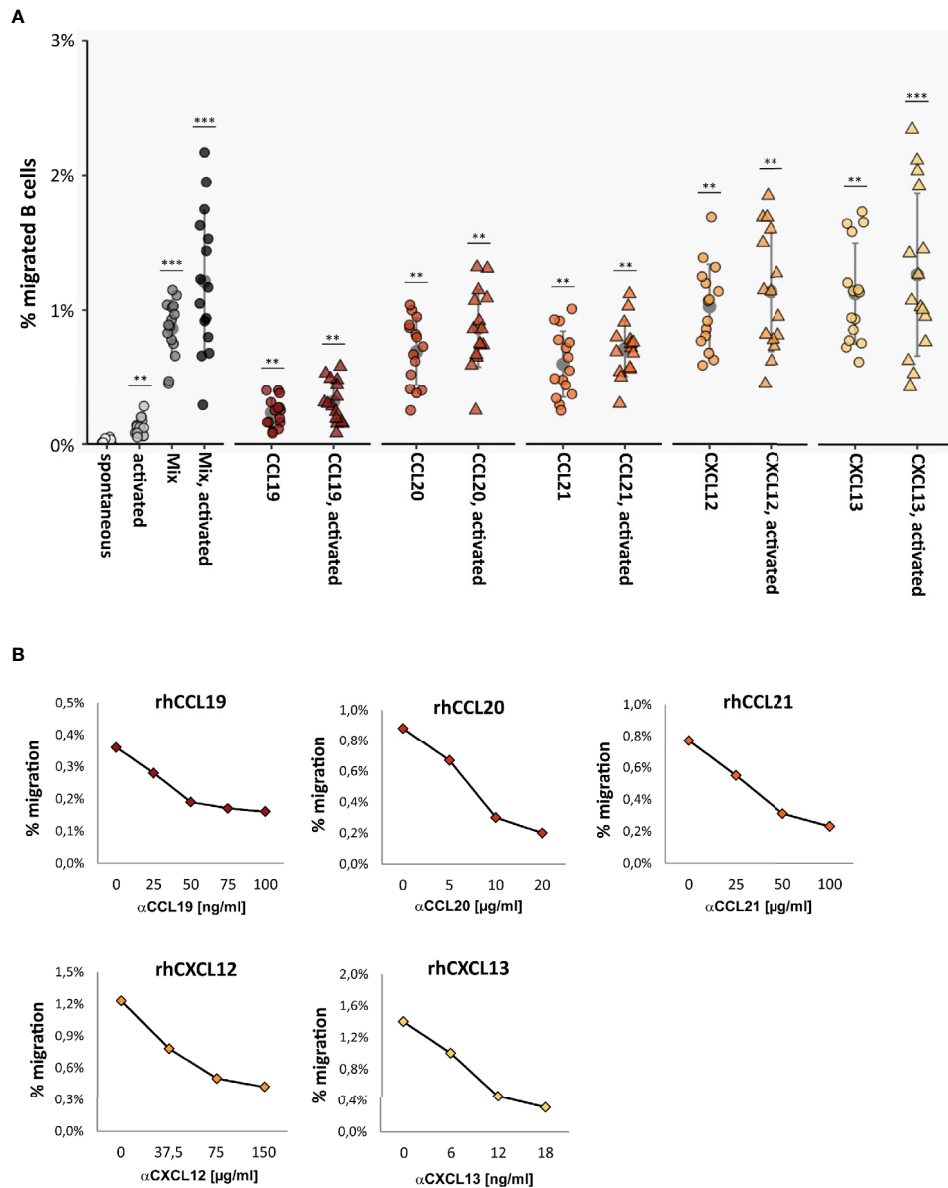 A
3%
2%
1%
0%
% migrated B cells
**
***
***
**
**
**
**
**
**
**
**
**
***
spontaneous
activated
Mix
Mix, activated
CCL19
CCL19, activated
CCL20
CCL20, activated
CCL21
CCL21, activated
CXCL12
CXCL12, activated
CXCL13
CXCL13, activated
B
rhCCL19
0,5%
0,4%
0,3%
0,2%
0,1%
0,0%
% migration
0 25 50 75 100
αCCL19 [ng/ml]
rhCCL20
1,0%
0,8%
0,6%
0,4%
0,2%
0,0%
% migration
0 5 10 20
αCCL20 [µg/ml]
rhCCL21
1,0%
0,8%
0,6%
0,4%
0,2%
0,0%
% migration
0 25 50 100
αCCL21 [µg/ml]
rhCXCL12
1,5%
1,2%
0,9%
0,6%
0,3%
0,0%
% migration
0 37,5 75 150
αCXCL12 [µg/ml]
rhCXCL13
2,0%
1,6%
1,2%
0,8%
0,4%
0,0%
% migration
0 6 12 18
αCXCL13 [ng/ml]